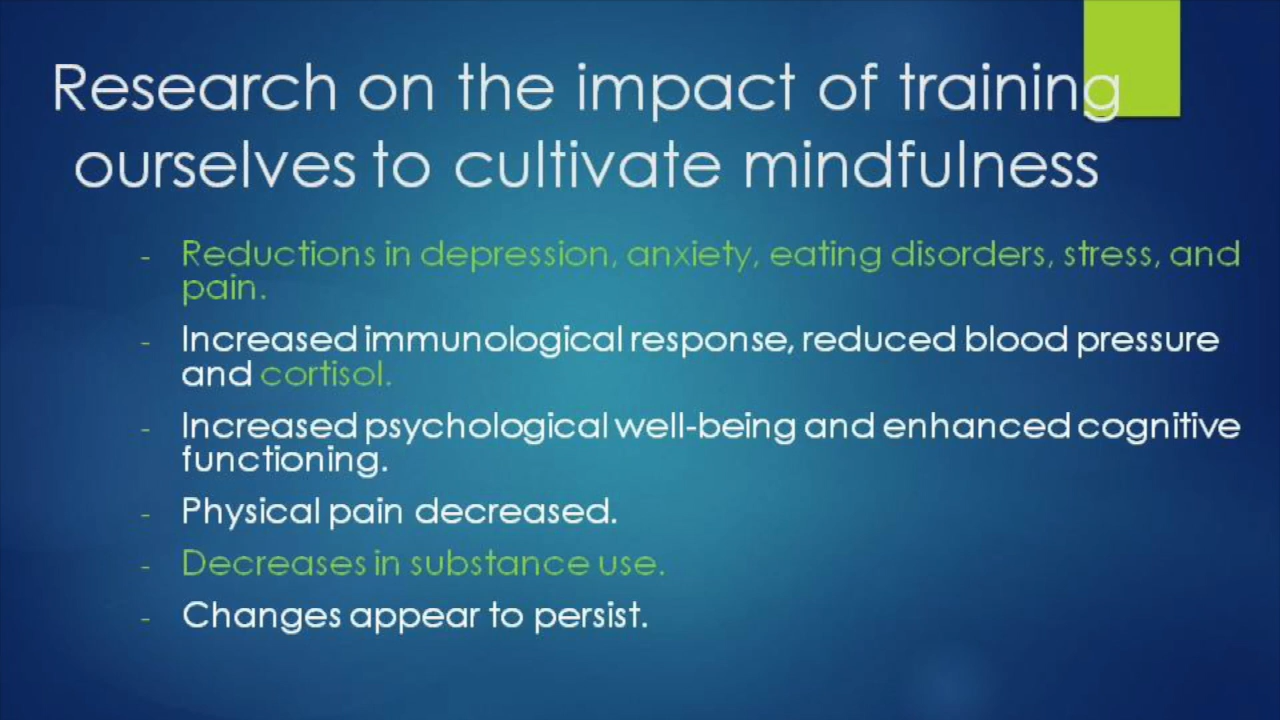 Research on the impact of training
ourselves to cultivate mindfulness
- Reductions in depression, anxiety, eating disorders, stress, and
pain.
- Increased immunological response, reduced blood pressure
and cortisol.
- Increased psychological well-being and enhanced cognitive
functioning.
- Physical pain decreased.
- Decreases in substance use.
- Changes appear to persist.